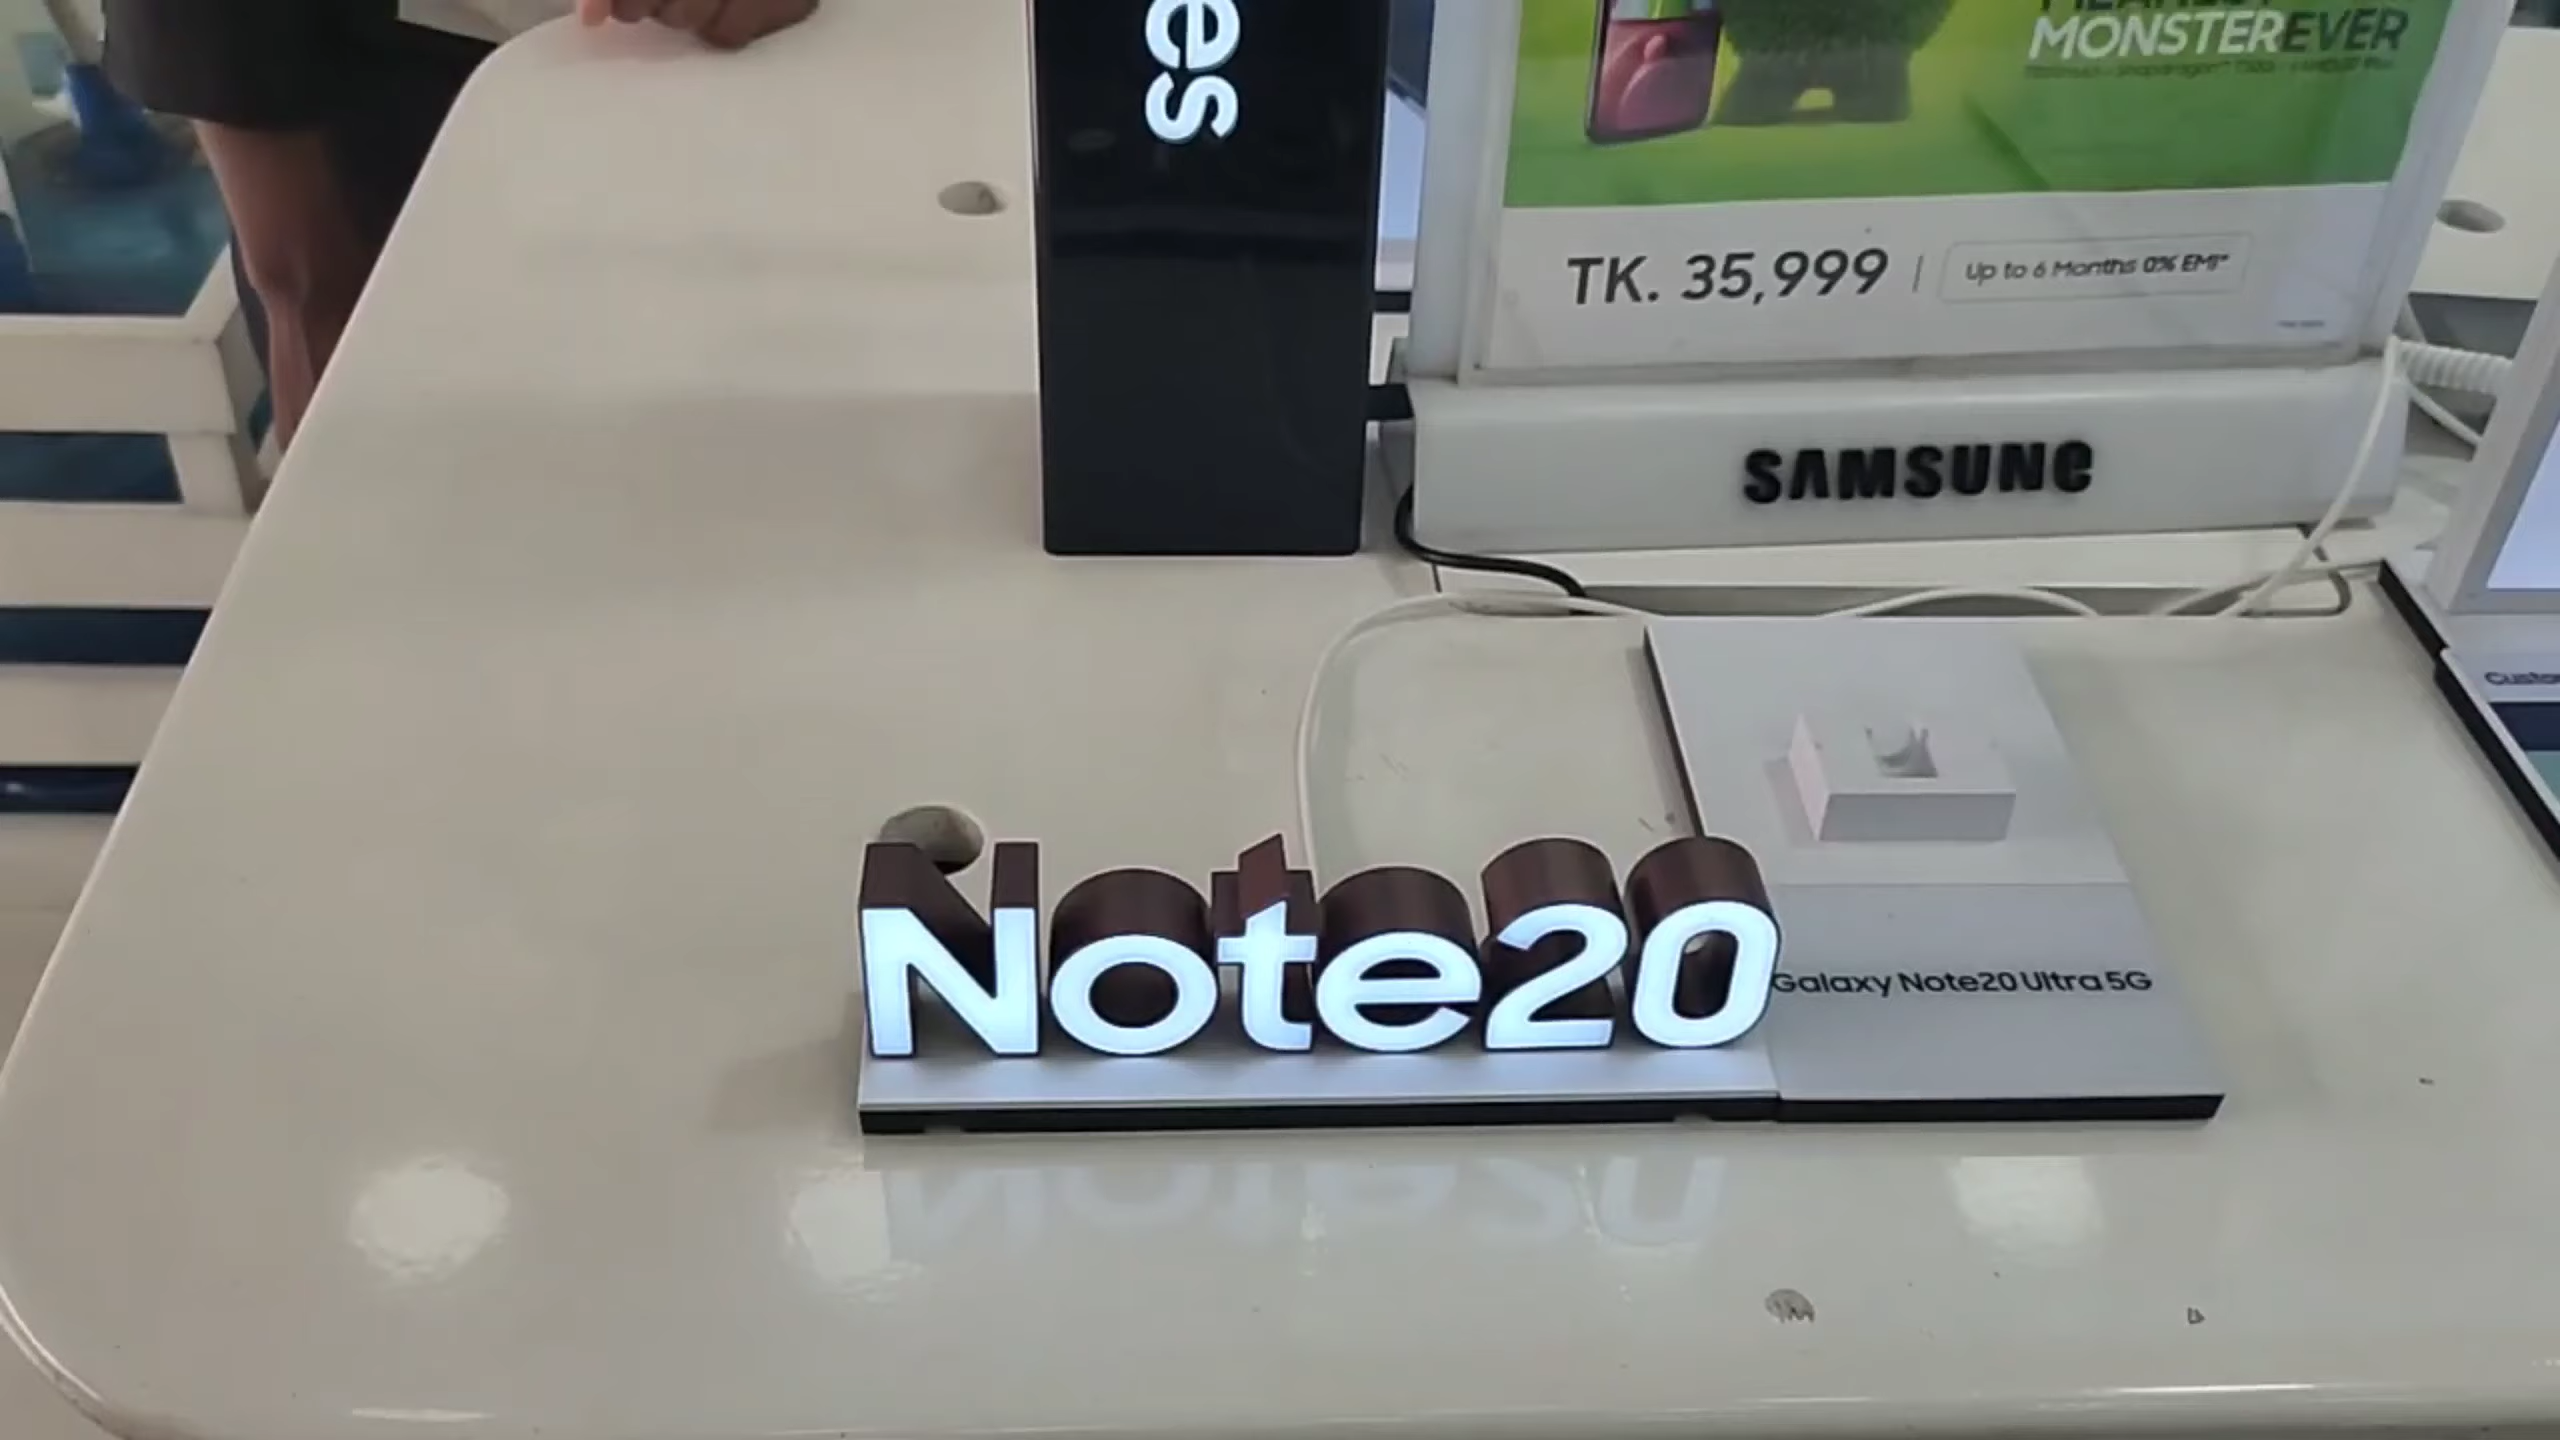 es
MONSTEREVER
TK. 35,999 | Up to 6 Months 0% EMI*
SAMSUNG
Note20
Galaxy Note20 Ultra 5G